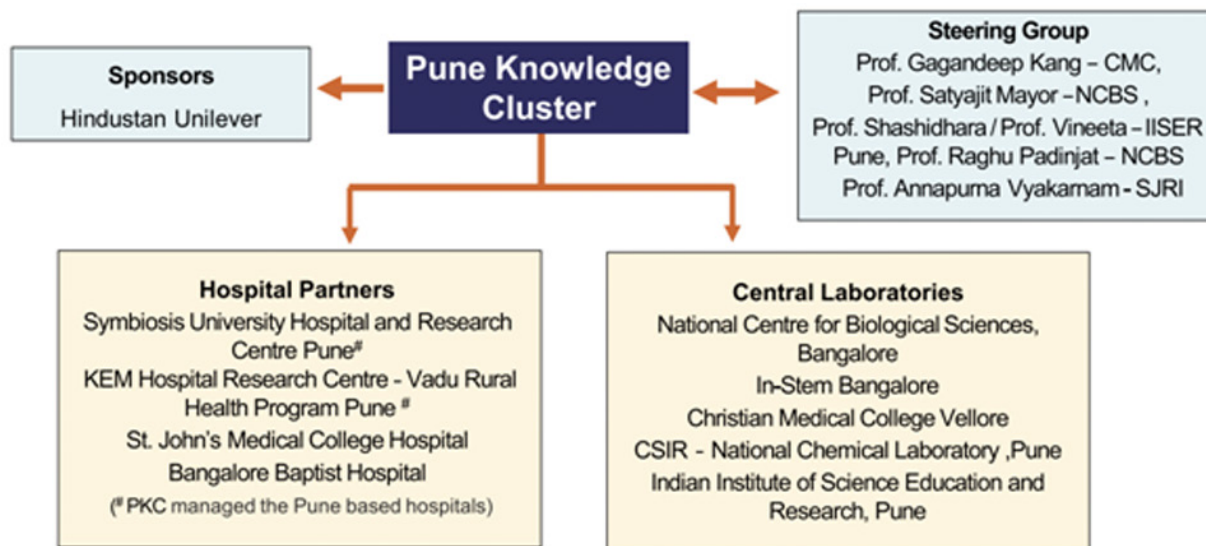 Sponsors
Hindustan Unilever
Pune Knowledge
Cluster
Steering Group
Prof. Gagandeep Kang – CMC,
Prof. Satyajit Mayor –NCBS ,
Prof. Shashidhara / Prof. Vineeta – IISER
Pune, Prof. Raghu Padinjat – NCBS
Prof. Annapurna Vyakarnam - SJRI
Hospital Partners
Symbiosis University Hospital and Research
Centre Pune#
KEM Hospital Research Centre - Vadu Rural
Health Program Pune #
St. John's Medical College Hospital
Bangalore Baptist Hospital
(# PKC managed the Pune based hospitals)
Central Laboratories
National Centre for Biological Sciences,
Bangalore
In-Stem Bangalore
Christian Medical College Vellore
CSIR - National Chemical Laboratory ,Pune
Indian Institute of Science Education and
Research, Pune